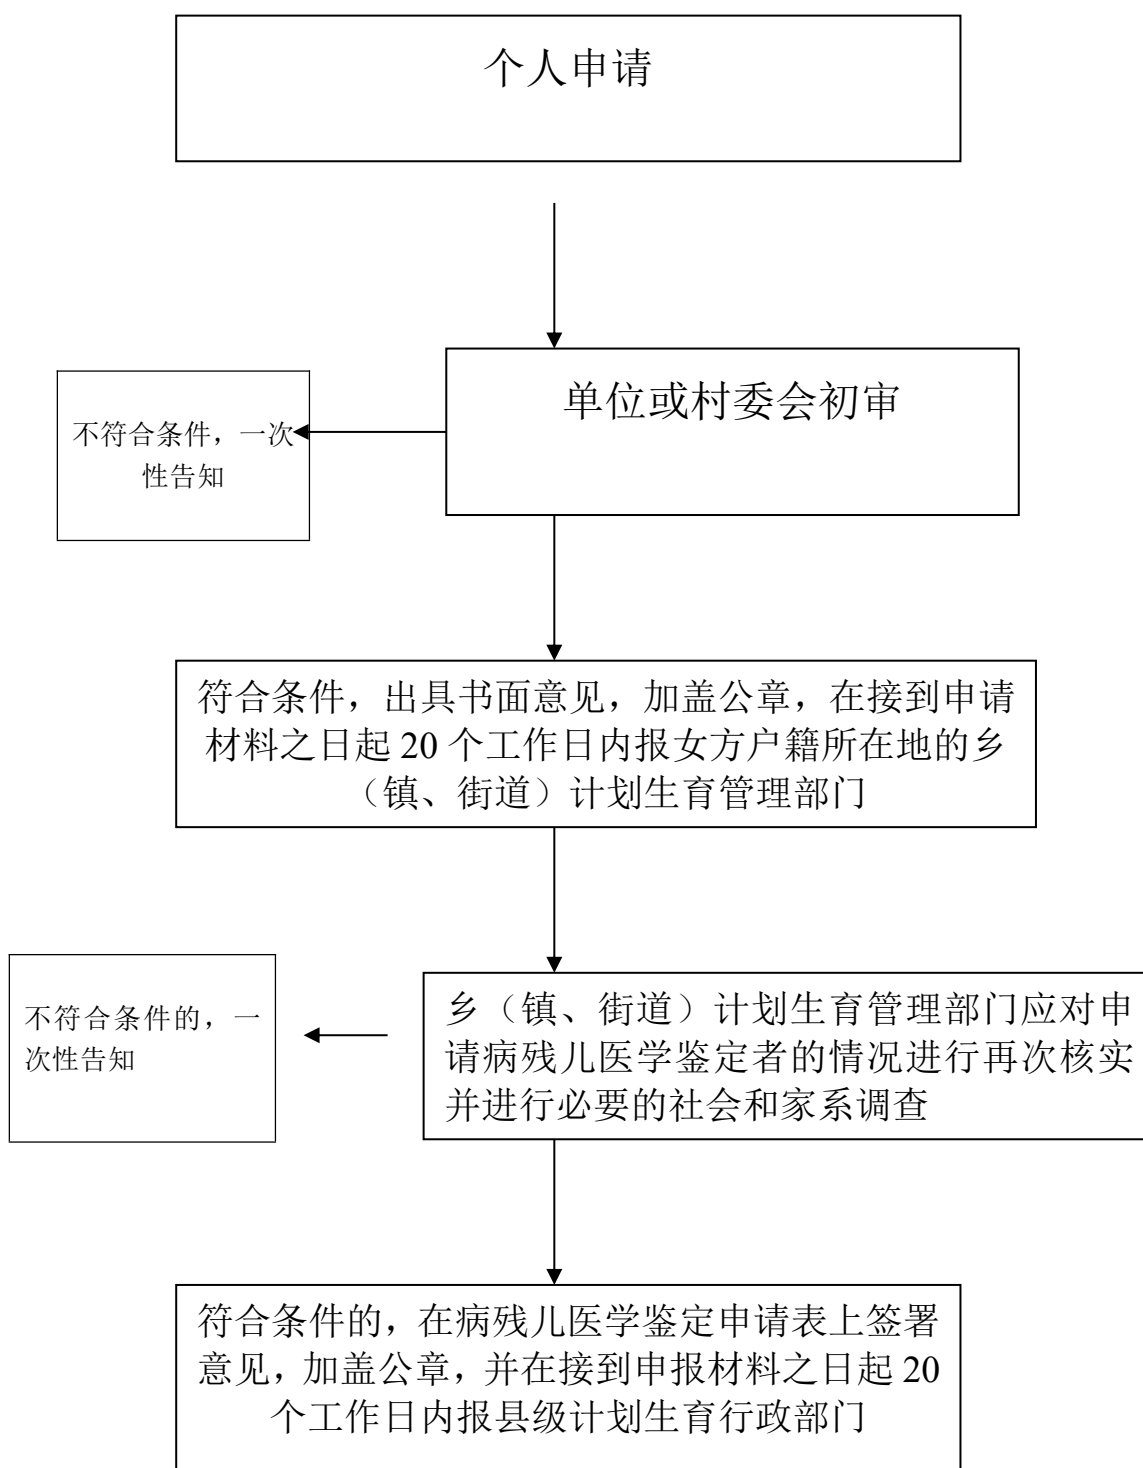 个人申请
单位或村委会初审
不符合条件，一次
性告知
符合条件，出具书面意见，加盖公章，在接到申请
材料之日起 20 个工作日内报女方户籍所在地的乡
（镇、街道）计划生育管理部门
乡（镇、街道）计划生育管理部门应对申
请病残儿医学鉴定者的情况进行再次核实
并进行必要的社会和家系调查
不符合条件的，一
次性告知
符合条件的，在病残儿医学鉴定申请表上签署
意见，加盖公章，并在接到申报材料之日起 20
个工作日内报县级计划生育行政部门